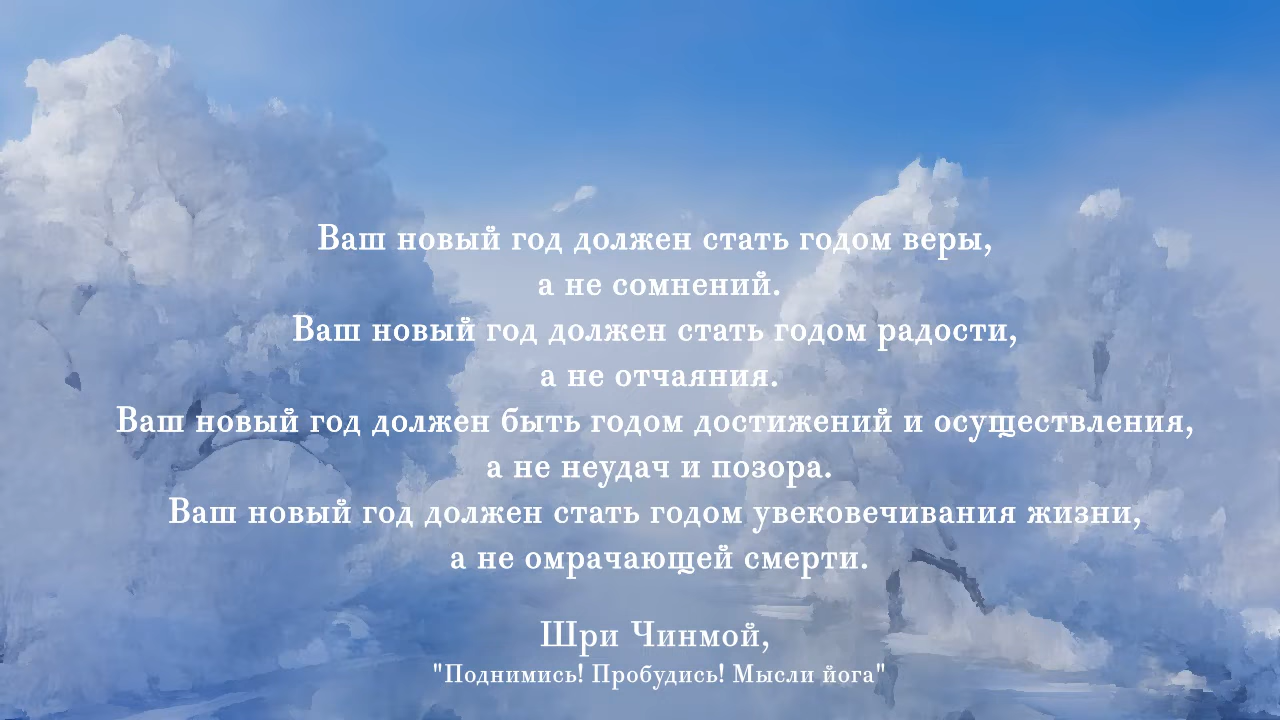 Ваш новый год должен стать годом веры,
а не сомнений.
Ваш новый год должен стать годом радости,
а не отчаяния.
Ваш новый год должен быть годом достижений и осуществления,
а не неудач и позора.
Ваш новый год должен стать годом увековечивания жизни,
а не омрачающей смерти.
Шри Чинмой,
"Поднимись! Пробудись! Мысли йога"